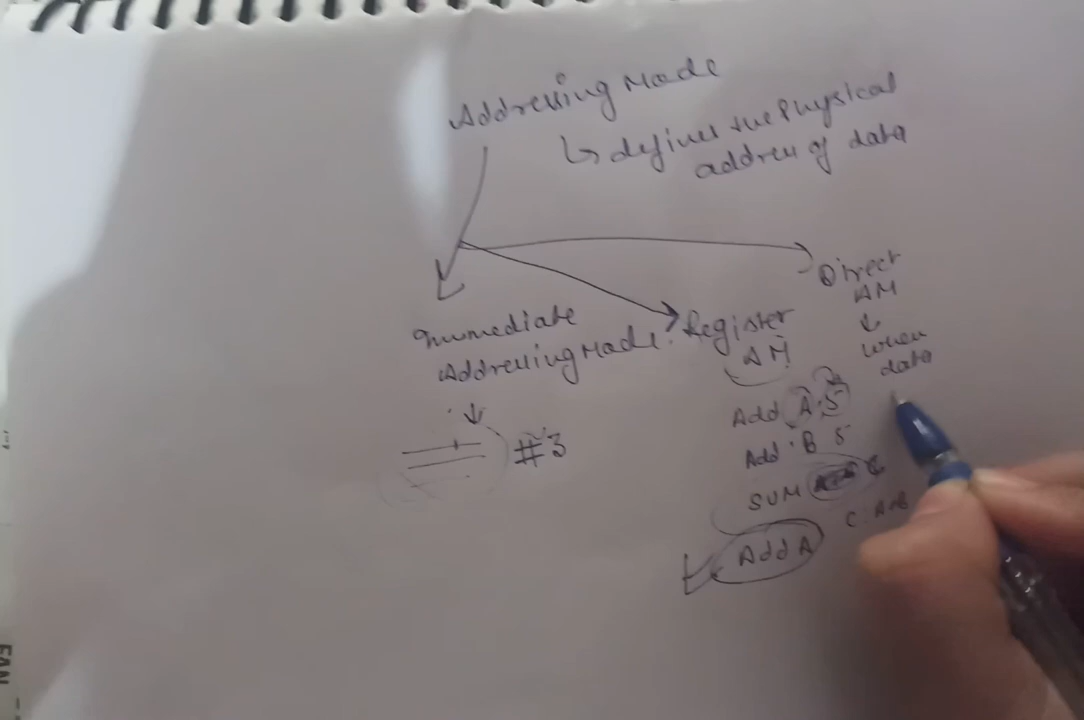 Addressing Mode
↳ defines the Physical
address of data
Immediate
Addressing Mode.
#3
Register
AM
Add A 5
Add B 5
SUM
C A+B
Add A
Direct
AM
↓
when
data
FAN